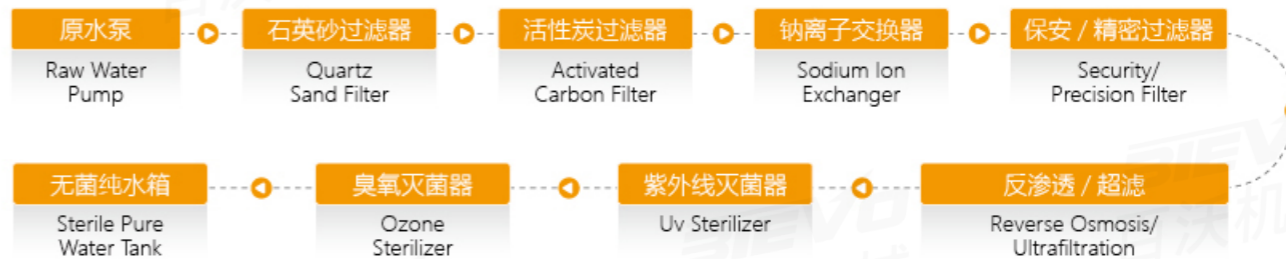 原水泵
Raw Water
Pump
石英砂过滤器
Quartz
Sand Filter
活性炭过滤器
Activated
Carbon Filter
钠离子交换器
Sodium Ion
Exchanger
保安 / 精密过滤器
Security/
Precision Filter
反渗透 / 超滤
Reverse Osmosis/
Ultrafiltration
紫外线灭菌器
Uv Sterilizer
臭氧灭菌器
Ozone
Sterilizer
无菌纯水箱
Sterile Pure
Water Tank